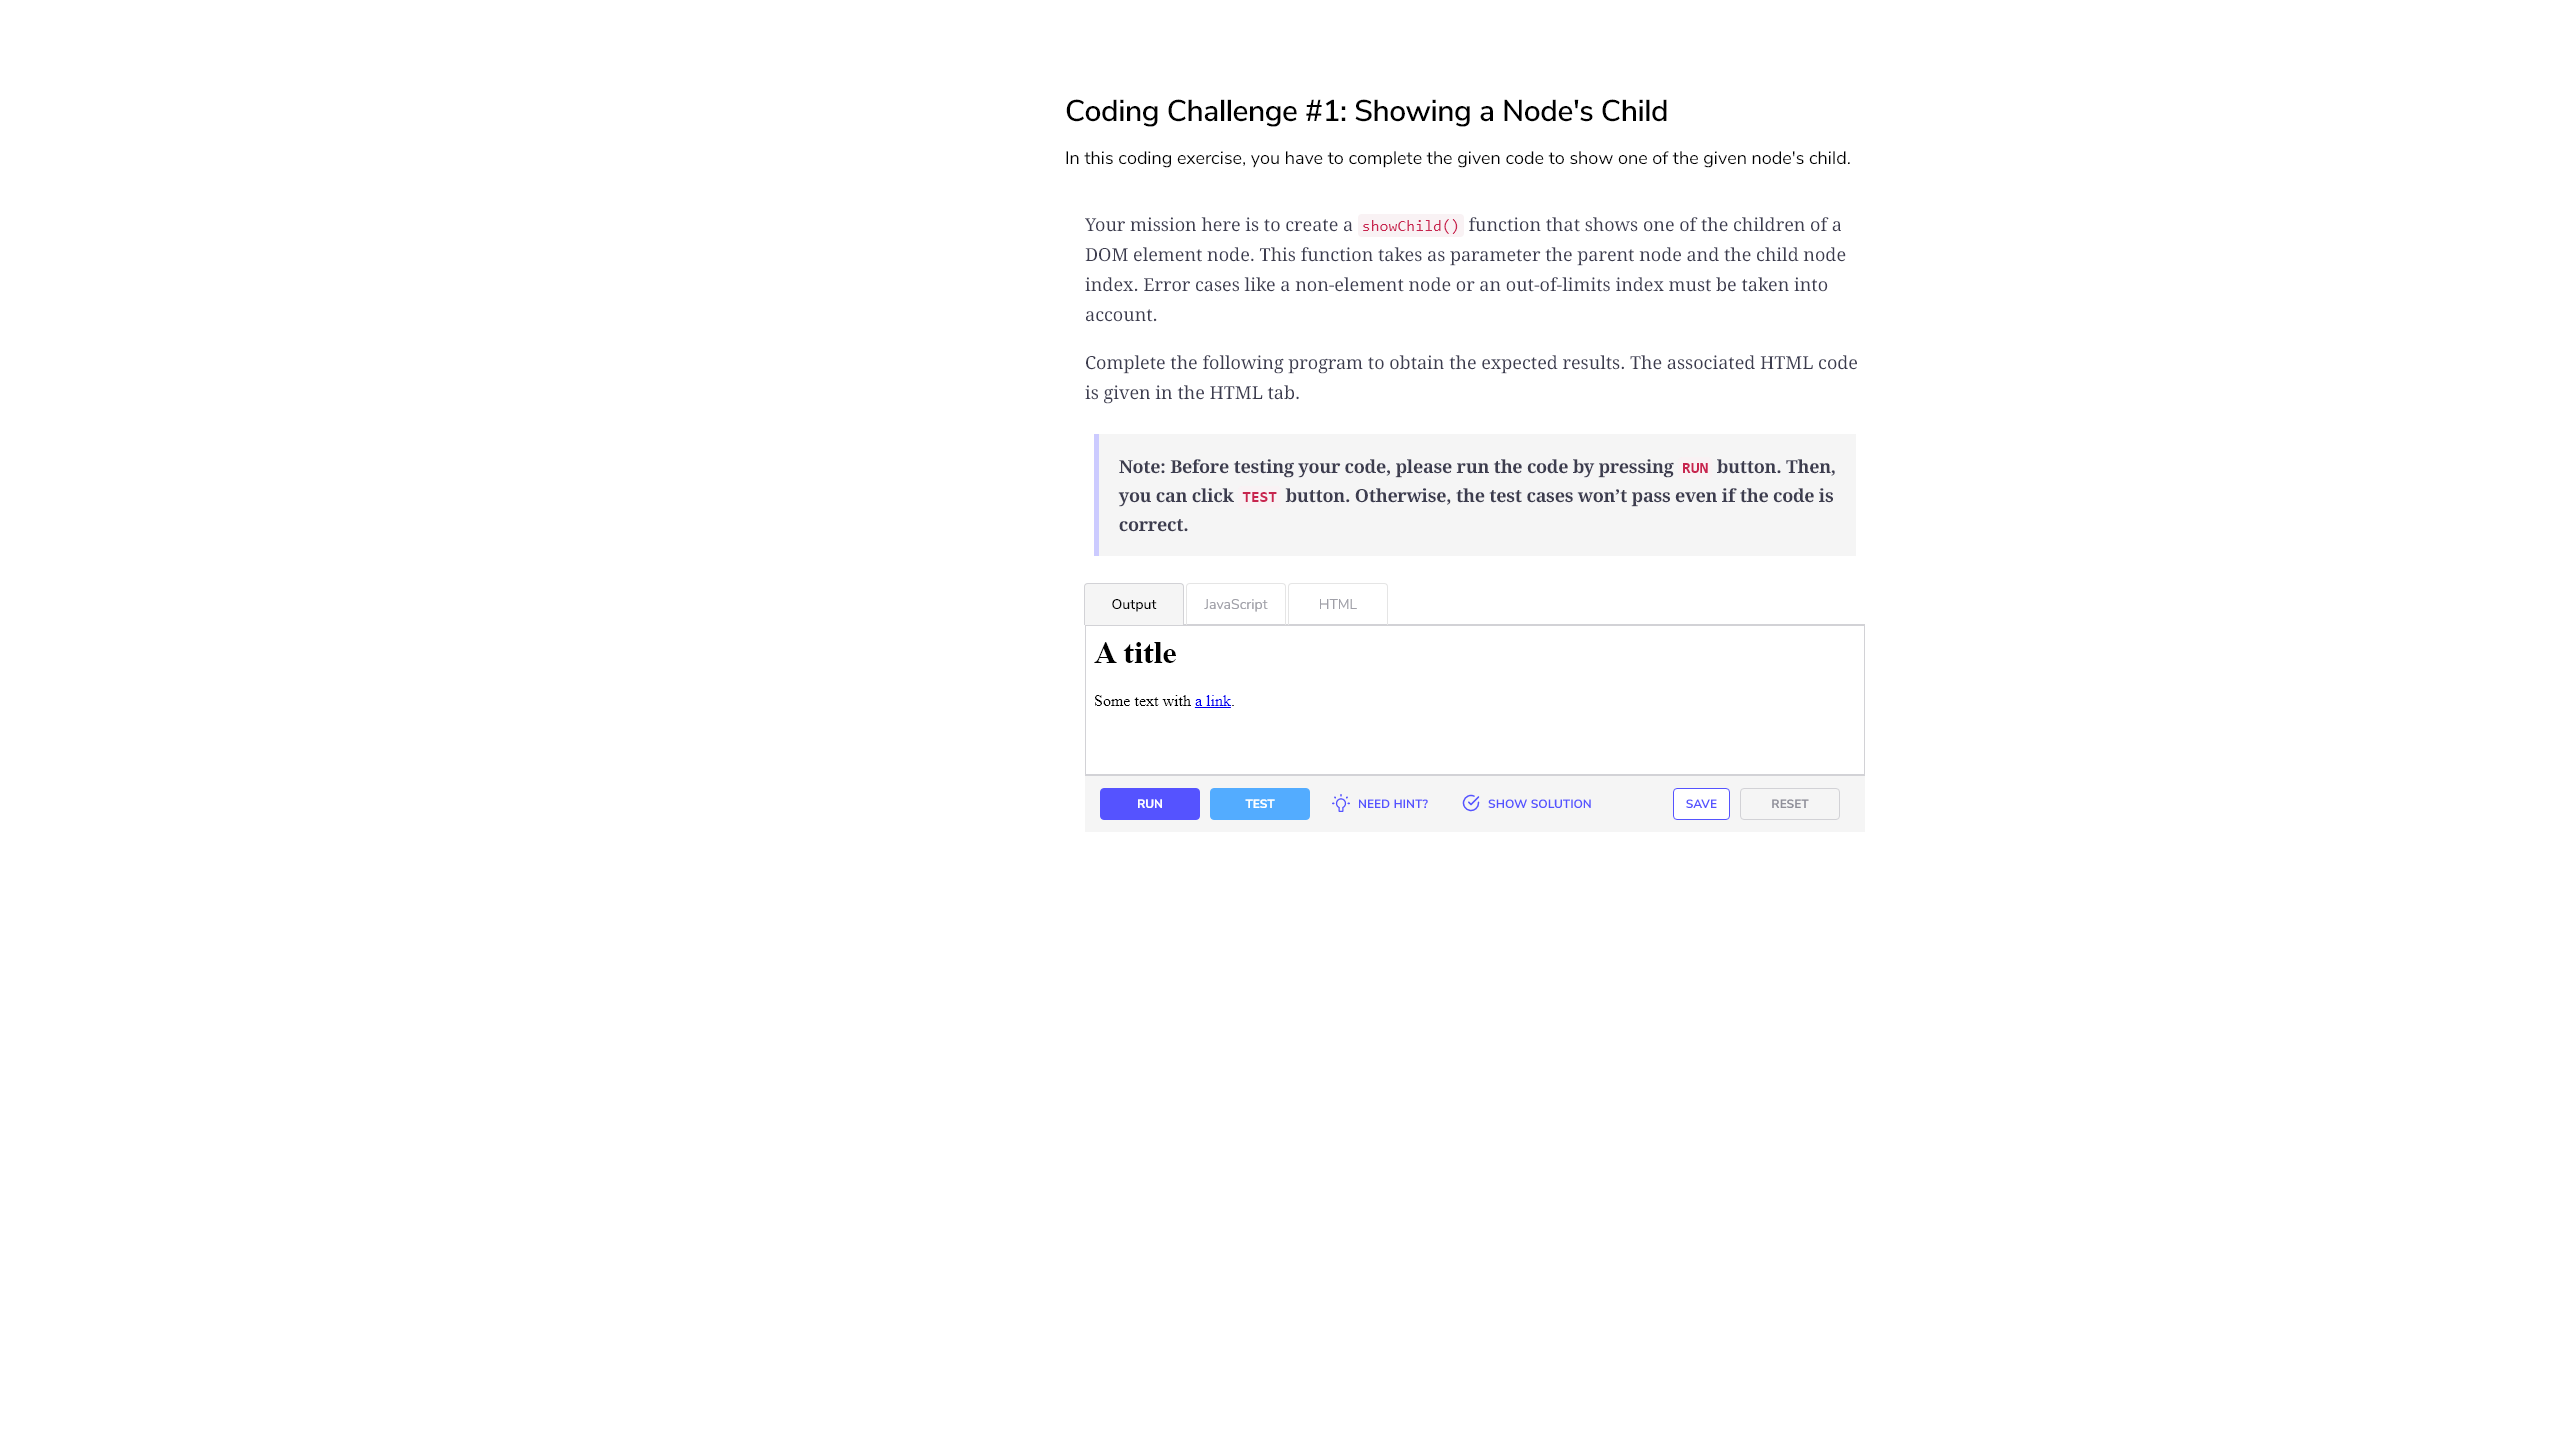 Coding Challenge #1: Showing a Node's Child
In this coding exercise, you have to complete the given code to show one of the given node's child.
Your mission here is to create a showChild() function that shows one of the children of a
DOM element node. This function takes as parameter the parent node and the child node
index. Error cases like a non-element node or an out-of-limits index must be taken into
account.
Complete the following program to obtain the expected results. The associated HTML code
is given in the HTML tab.
Note: Before testing your code, please run the code by pressing RUN button. Then,
you can click TEST button. Otherwise, the test cases won’t pass even if the code is
correct.
Output JavaScript HTML
A title
Some text with a link.
RUN TEST NEED HINT? SHOW SOLUTION SAVE RESET